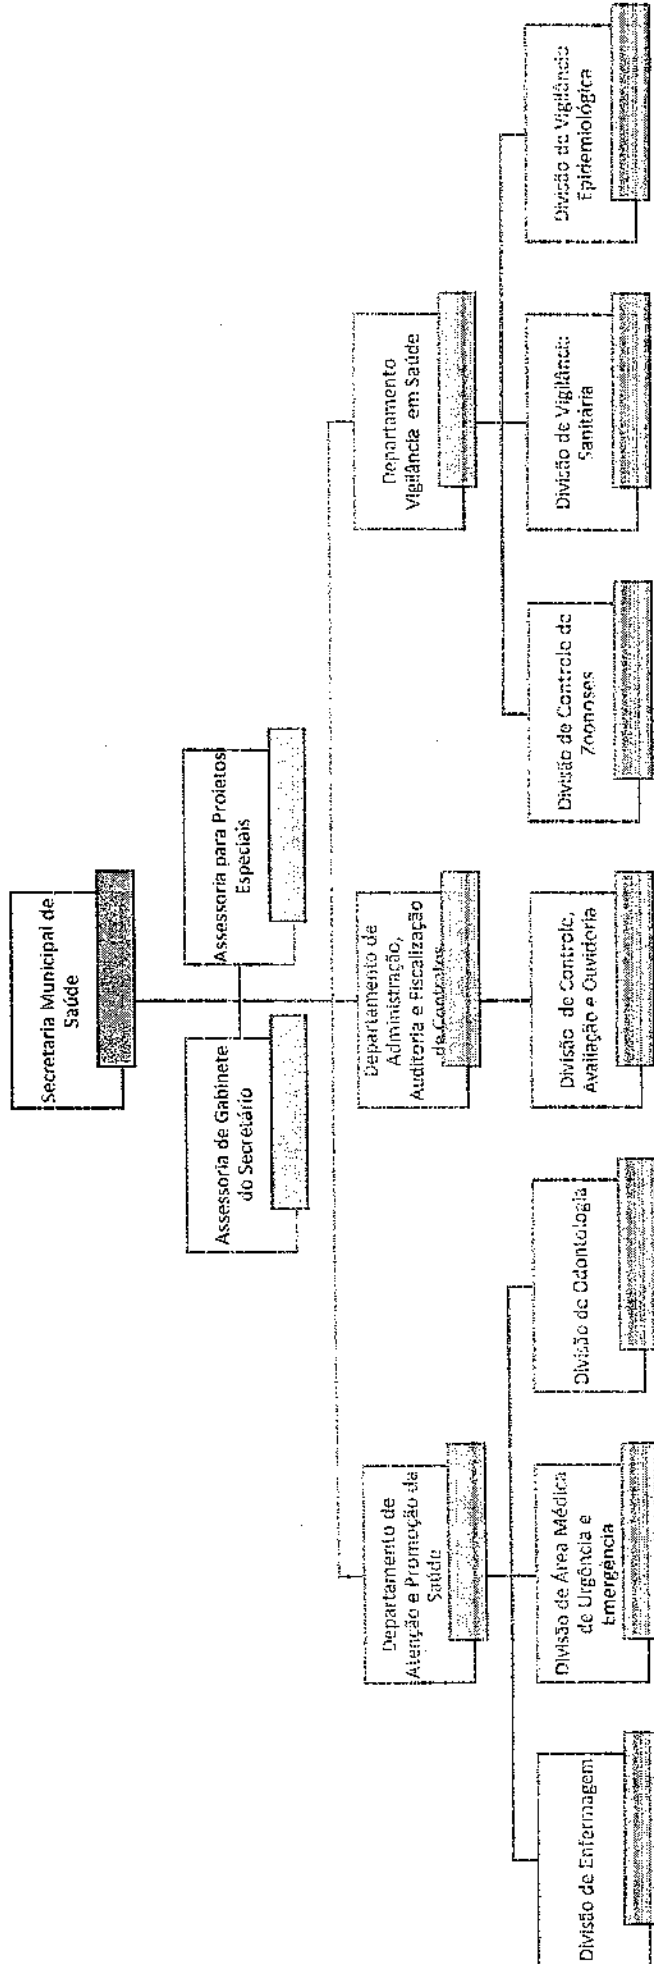 Secretaria Municipal de
Saúde
Assessoria de Gabinete
do Secretário
Assessoria para Projetos
Especiais
Departamento de
Atenção e Promoção da
Saúde
Departamento de
Administração,
Auditoria e Fiscalização
de Contratos
Departamento
Vigilância em Saúde
Divisão de Enfermagem
Divisão de Área Médica
de Urgência e
Emergência
Divisão de Odontologia
Divisão de Controle,
Avaliação e Ouvidoria
Divisão de Controle de
Zoonoses
Divisão de Vigilância
Sanitária
Divisão de Vigilância
Epidemiológica